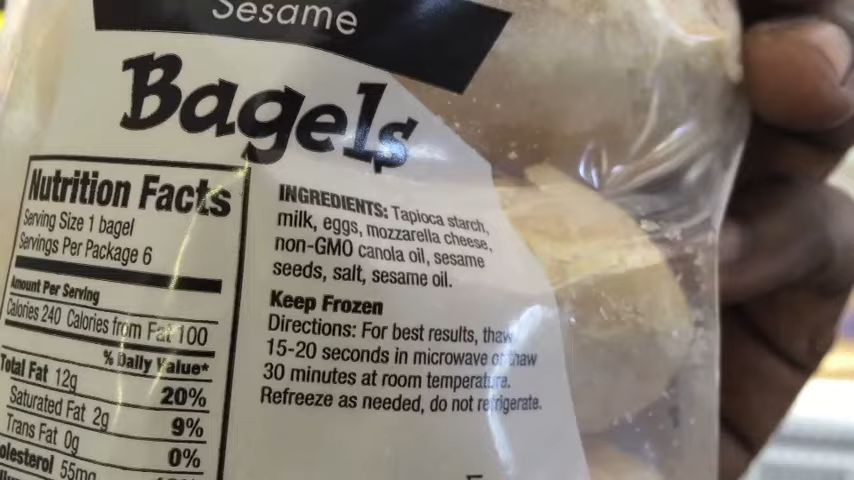 Sesame
Bagels
Nutrition Facts
Serving Size 1 bagel
Servings Per Package 6
Amount Per Serving
Calories 240 Calories from Fat 100
% Daily Value*
Total Fat 12g 20%
Saturated Fat 2g 9%
Trans Fat 0g 0%
olesterol 55mg
INGREDIENTS: Tapioca starch,
milk, eggs, mozzarella cheese,
non-GMO canola oil, sesame
seeds, salt, sesame oil.
Keep Frozen
Directions: For best results, thaw
15-20 seconds in microwave or thaw
30 minutes at room temperature.
Refreeze as needed, do not refrigerate.